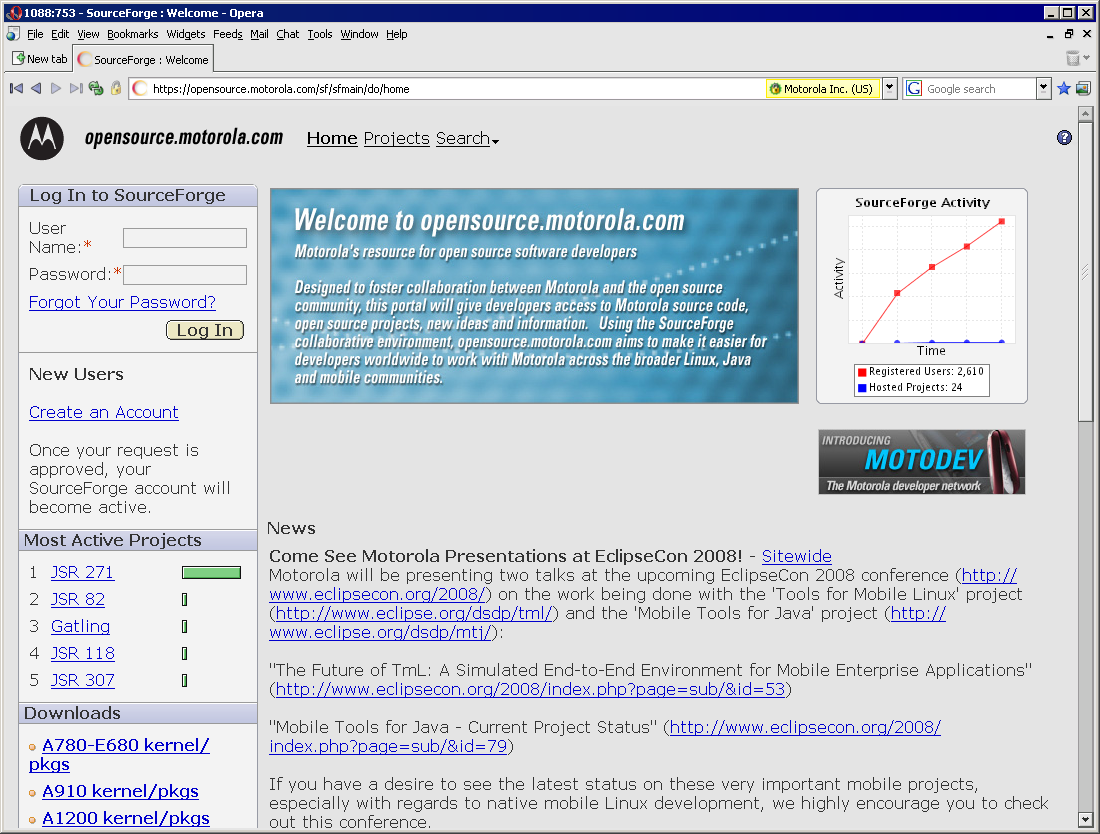 1088:753 - SourceForge : Welcome - Opera
File Edit View Bookmarks Widgets Feeds Mail Chat Tools Window Help
New tab
SourceForge : Welcome
https://opensource.motorola.com/sf/sfmain/do/home
Motorola Inc. (US)
Google search
opensource.motorola.com
Home Projects Search
Log In to SourceForge
User
Name:*
Password:*
Forgot Your Password?
Log In
New Users
Create an Account
Once your request is
approved, your
SourceForge account will
become active.
Most Active Projects
1 JSR 271
2 JSR 82
3 Gatling
4 JSR 118
5 JSR 307
Downloads
A780-E680 kernel/
pkgs
A910 kernel/pkgs
A1200 kernel/pkgs
Welcome to opensource.motorola.com
Motorola's resource for open source software developers
Designed to foster collaboration between Motorola and the open source
community, this portal will give developers access to Motorola source code,
open source projects, new ideas and information. Using the SourceForge
collaborative environment, opensource.motorola.com aims to make it easier for
developers worldwide to work with Motorola across the broader Linux, Java
and mobile communities.
SourceForge Activity
Activity
Time
Registered Users: 2,610
Hosted Projects: 24
INTRODUCING
MOTODEV
The Motorola developer network
News
Come See Motorola Presentations at EclipseCon 2008! - Sitewide
Motorola will be presenting two talks at the upcoming EclipseCon 2008 conference (http://
www.eclipsecon.org/2008/) on the work being done with the 'Tools for Mobile Linux' project
(http://www.eclipse.org/dsdp/tml/) and the 'Mobile Tools for Java' project (http://
www.eclipse.org/dsdp/mtj/):
"The Future of TmL: A Simulated End-to-End Environment for Mobile Enterprise Applications"
(http://www.eclipsecon.org/2008/index.php?page=sub/&id=53)
"Mobile Tools for Java - Current Project Status" (http://www.eclipsecon.org/2008/
index.php?page=sub/&id=79)
If you have a desire to see the latest status on these very important mobile projects,
especially with regards to native mobile Linux development, we highly encourage you to check
out this conference.